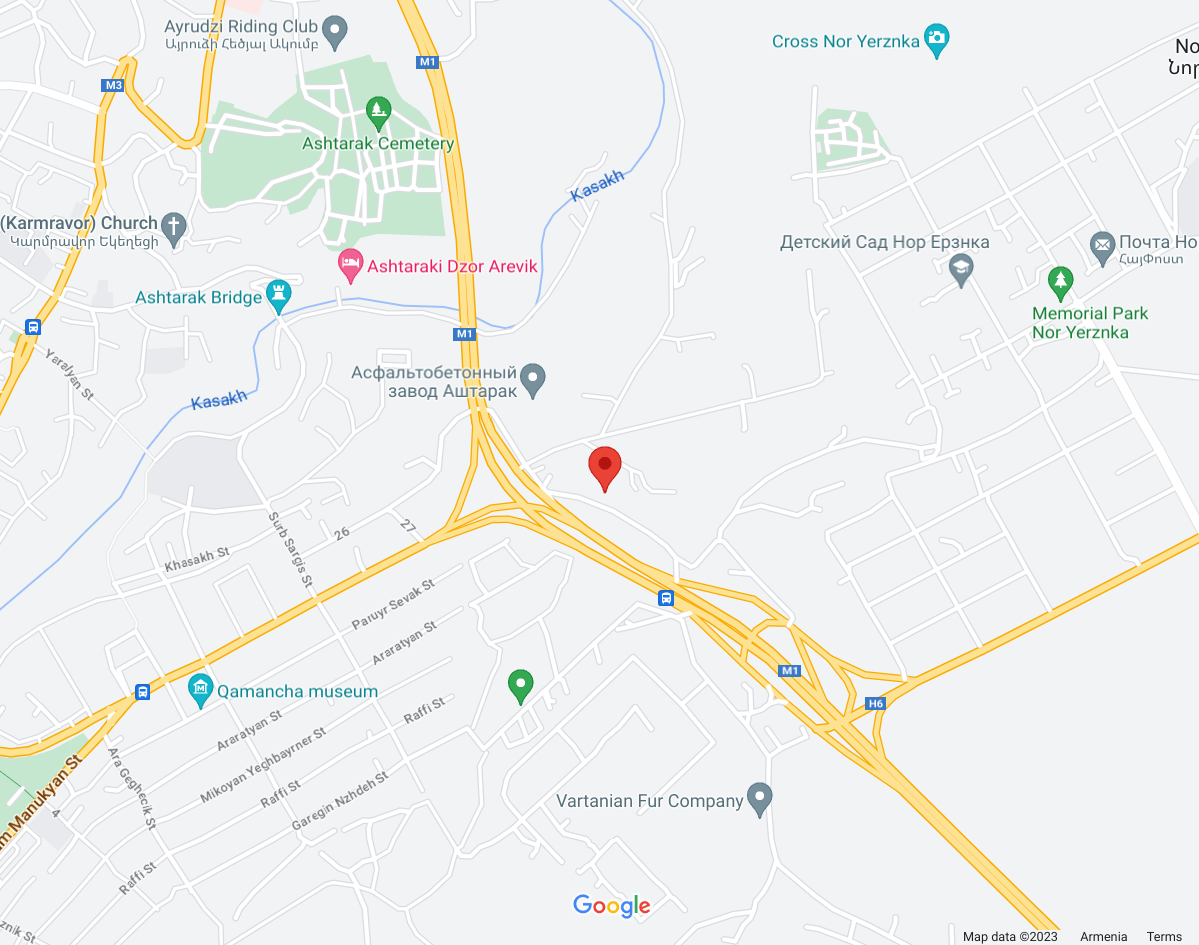 Ayrudzi Riding Club
Այրուձի Հեծյալ Ակումբ
M1
M3
Cross Nor Yerznka
No
Նոր
Ashtarak Cemetery
Kasakh
(Karmravor) Church
Կարմրավոր Եկեղեցի
Детский Сад Нор Ерзнка
Почта Но
ՀայՓոստ
Ashtaraki Dzor Arevik
Ashtarak Bridge
Memorial Park
Nor Yerznka
M1
Yaralyan St
Асфальтобетонный
завод Аштарак
Kasakh
Surb Sargis St
26
27
Khasakh St
Paruyr Sevak St
Araratyan St
M1
Qamancha museum
H6
Raffi St
Araratyan St
Mikoyan Yeghbayrner St
Ara Geghecik St
Raffi St
Garegin Nzhdeh St
am Manukyan St
4
Vartanian Fur Company
Raffi St
znik St
Google
Map data ©2023 Armenia Terms